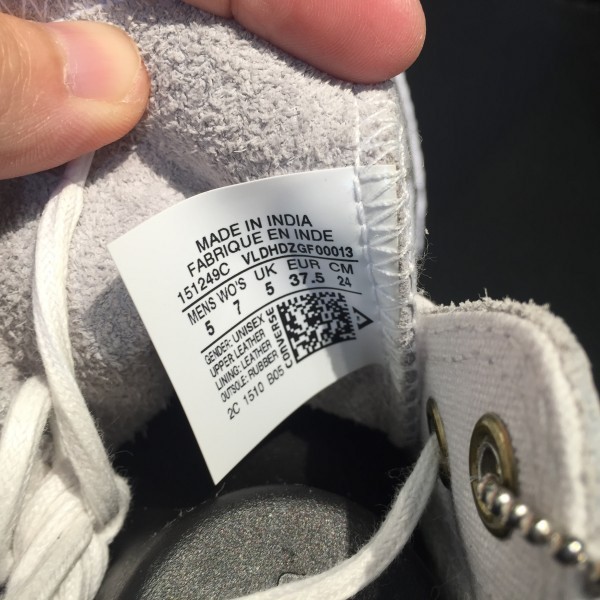 MADE IN INDIA
FABRIQUE EN INDE
151249C VLDHDZGF00013
MENS WO'S UK EUR CM
5 7 5 37.5 24
GENDER: UNISEX
UPPER: LEATHER
LINING: LEATHER
OUTSOLE: RUBBER
2C 1510 B05
CONVERSE